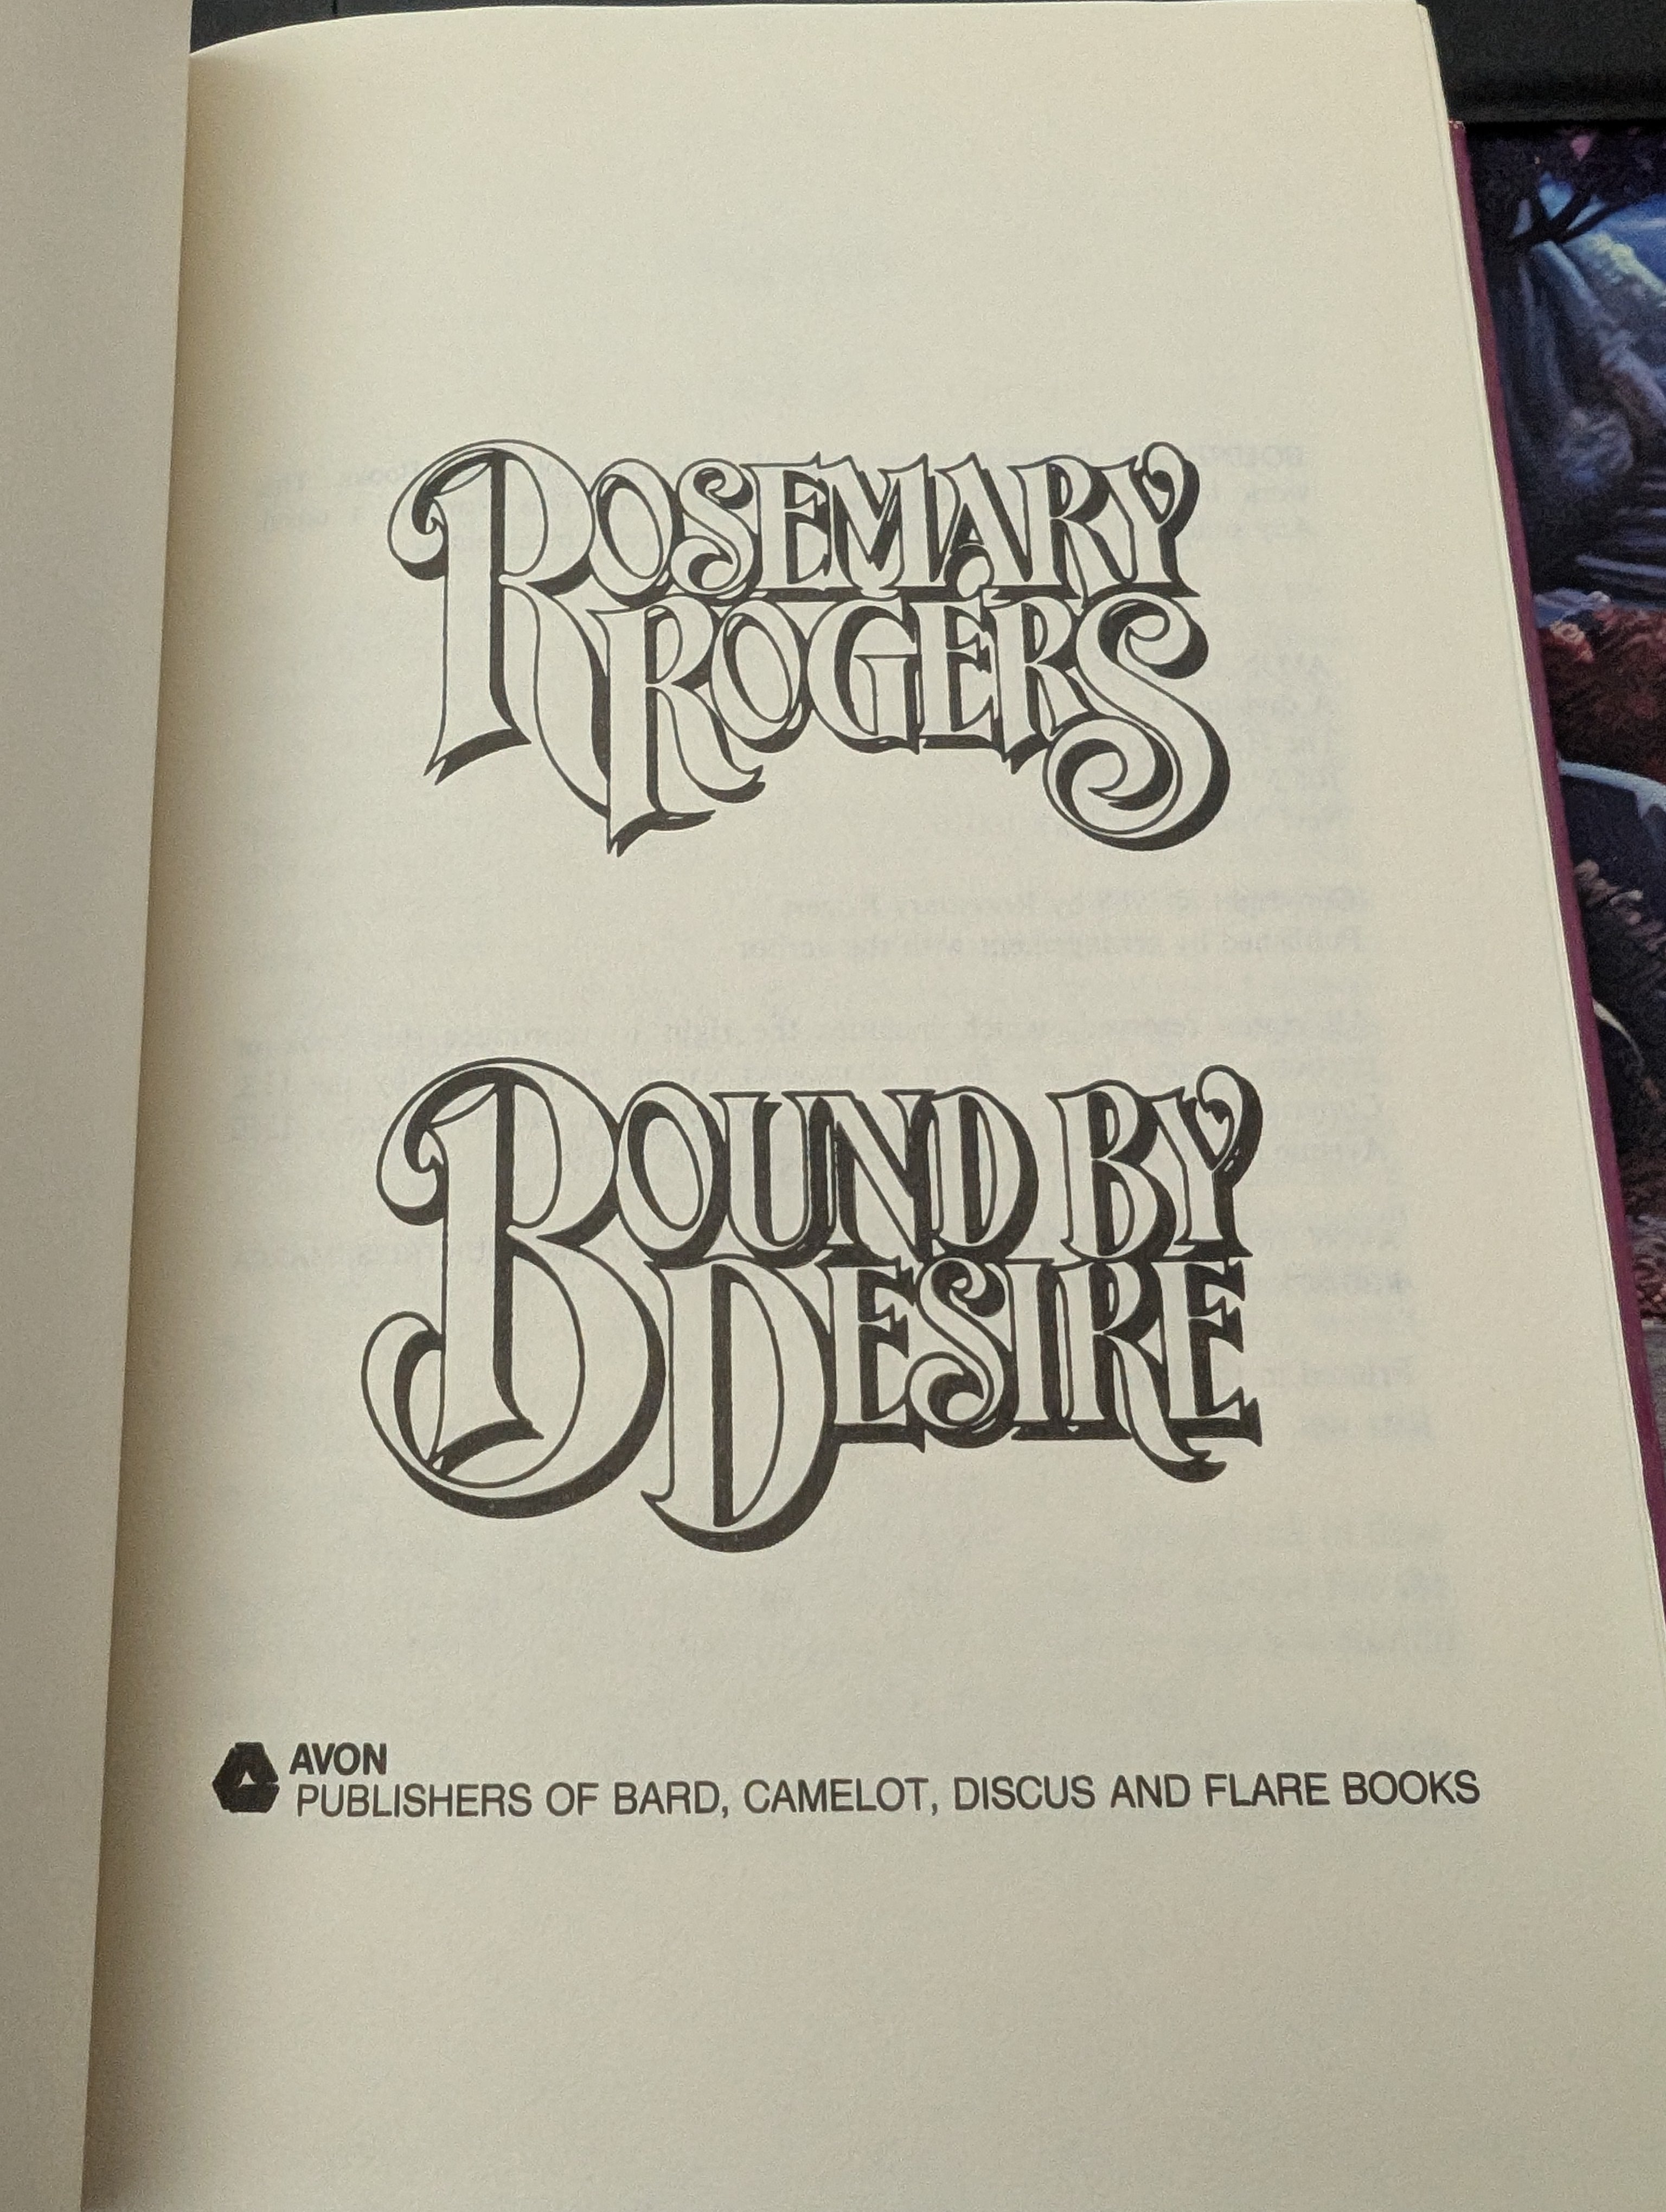 ROSEMARY
ROGERS
BOUND BY
DESIRE
AVON
PUBLISHERS OF BARD, CAMELOT, DISCUS AND FLARE BOOKS